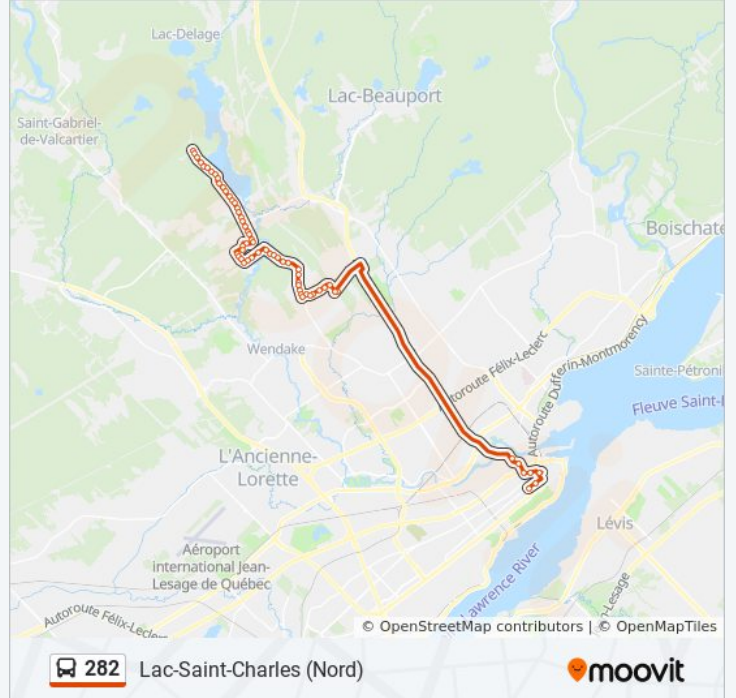 Lac-Delage
Lac-Beauport
Saint-Gabriel-
de-Valcartier
Boischate
Wendake
Autoroute Félix-Leclerc
Autoroute Dufferin-Montmorency
Sainte-Pétroni
Fleuve Saint-
L'Ancienne-
Lorette
Lévis
Aéroport
international Jean-
Lesage de Québec
Lawrence River
-Lesage
Autoroute Félix-Leclerc
© OpenStreetMap contributors | © OpenMapTiles
282 Lac-Saint-Charles (Nord)
moovit